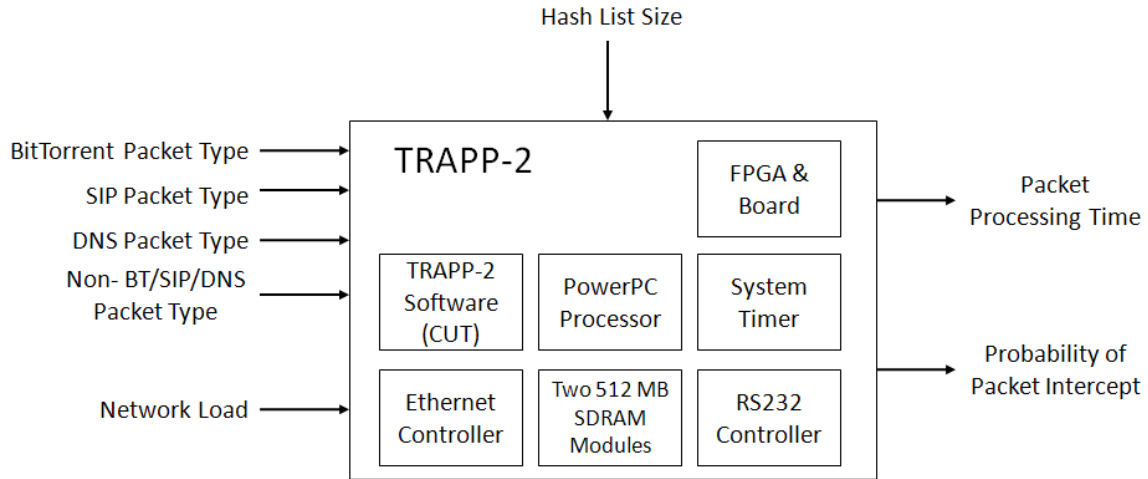 Hash List Size
BitTorrent Packet Type
SIP Packet Type
DNS Packet Type
Non- BT/SIP/DNS
Packet Type
Network Load
TRAPP-2
FPGA &
Board
TRAPP-2
Software
(CUT)
PowerPC
Processor
System
Timer
Ethernet
Controller
Two 512 MB
SDRAM
Modules
RS232
Controller
Packet
Processing Time
Probability of
Packet Intercept